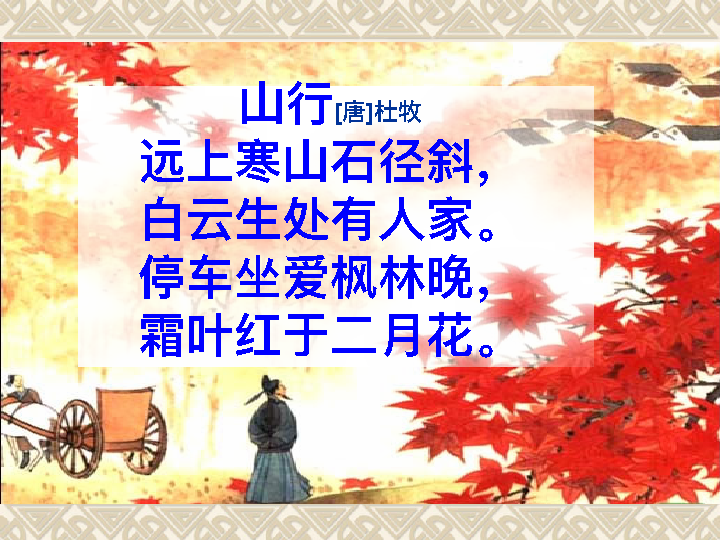 山行[唐]杜牧
远上寒山石径斜，
白云生处有人家。
停车坐爱枫林晚，
霜叶红于二月花。